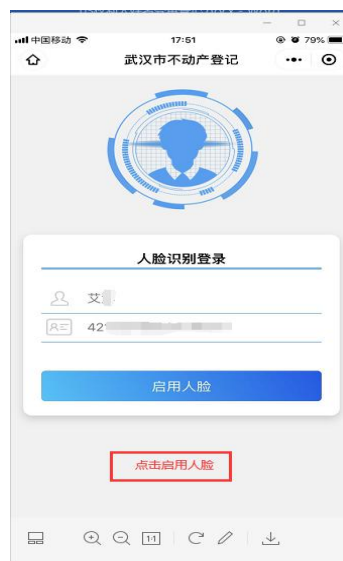 中国移动
17:51
79%
武汉市不动产登记
人脸识别登录
艾
42
启用人脸
点击启用人脸
1:1